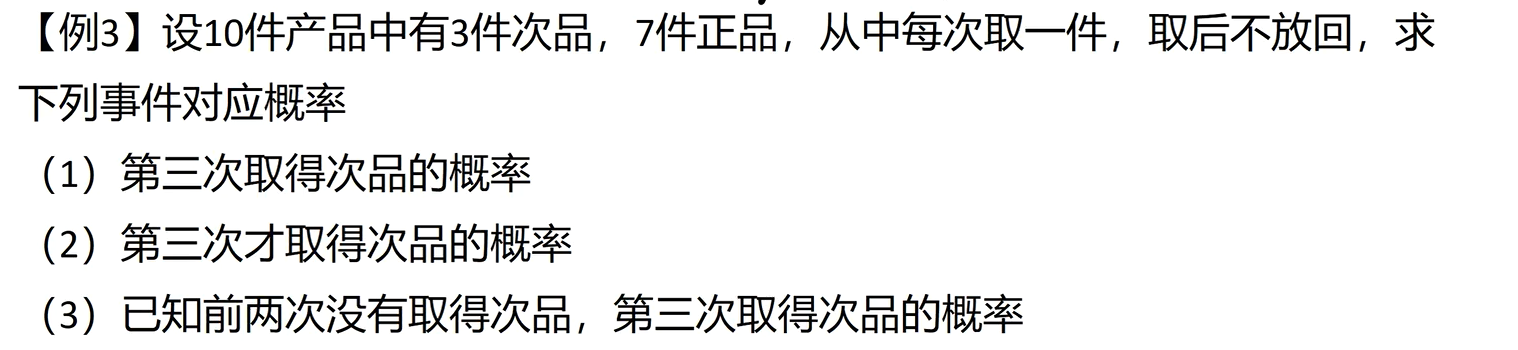 【例3】设10件产品中有3件次品，7件正品，从中每次取一件，取后不放回，求
下列事件对应概率
（1）第三次取得次品的概率
（2）第三次才取得次品的概率
（3）已知前两次没有取得次品，第三次取得次品的概率